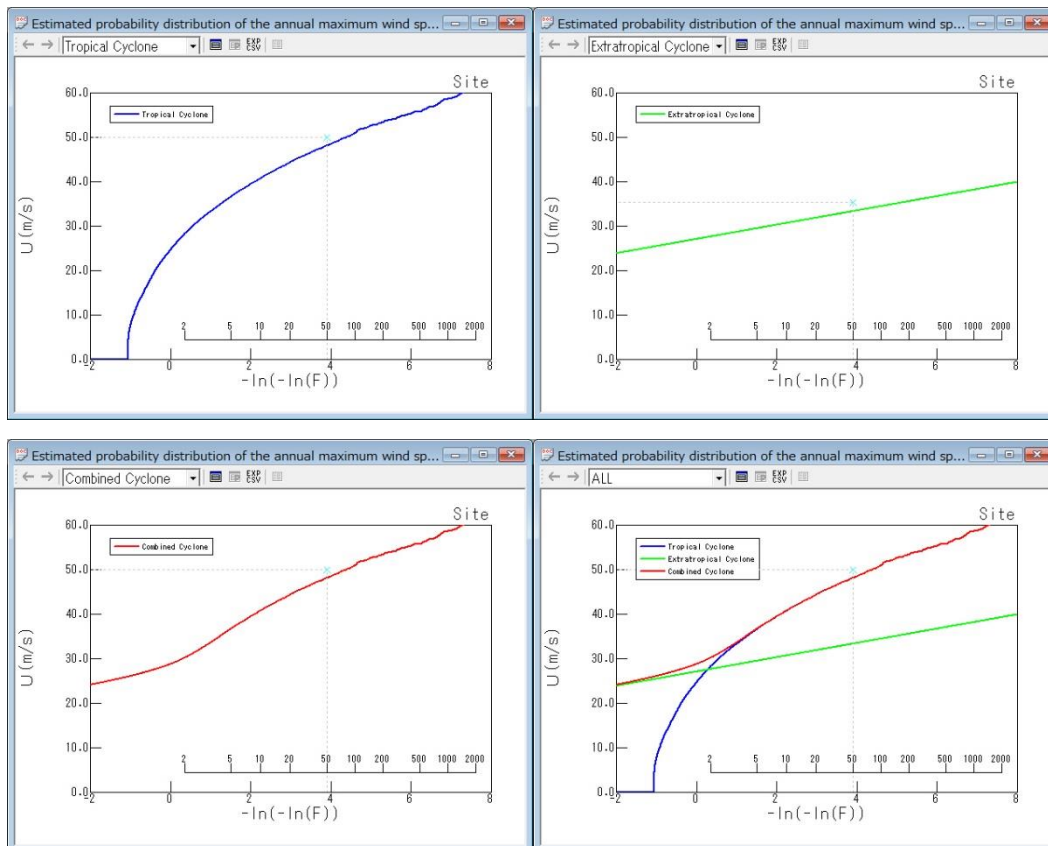 Estimated probability distribution of the annual maximum wind sp...
Tropical Cyclone
EXP
CSV
Site
60.0
Tropical Cyclone
50.0
40.0
U(m/s)
30.0
20.0
10.0
2 5 10 20 50 100 200 500 1000 2000
0.0
-2 0 2 4 6 8
-ln(-ln(F))
Estimated probability distribution of the annual maximum wind sp...
Extratropical Cyclone
EXP
CSV
Site
60.0
Extratropical Cyclone
50.0
40.0
U(m/s)
30.0
20.0
10.0
2 5 10 20 50 100 200 500 1000 2000
0.0
-2 0 2 4 6 8
-ln(-ln(F))
Estimated probability distribution of the annual maximum wind sp...
Combined Cyclone
EXP
CSV
Site
60.0
Combined Cyclone
50.0
40.0
U(m/s)
30.0
20.0
10.0
2 5 10 20 50 100 200 500 1000 2000
0.0
-2 0 2 4 6 8
-ln(-ln(F))
Estimated probability distribution of the annual maximum wind sp...
ALL
EXP
CSV
Site
60.0
Tropical Cyclone
Extratropical Cyclone
Combined Cyclone
50.0
40.0
U(m/s)
30.0
20.0
10.0
2 5 10 20 50 100 200 500 1000 2000
0.0
-2 0 2 4 6 8
-ln(-ln(F))